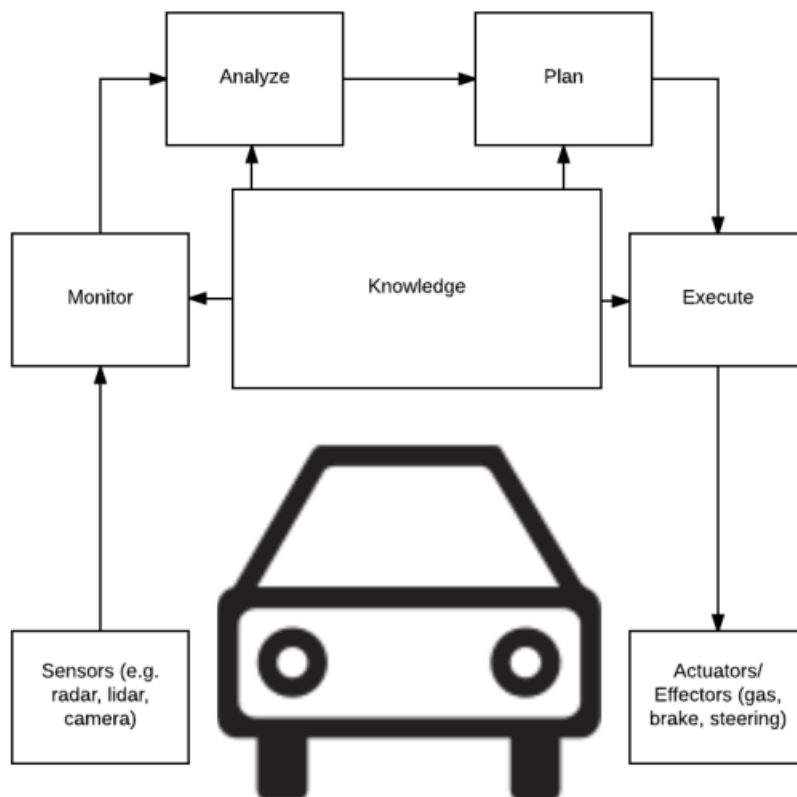 Analyze
Plan
Monitor
Knowledge
Execute
Sensors (e.g.
radar, lidar,
camera)
Actuators/
Effectors (gas,
brake, steering)